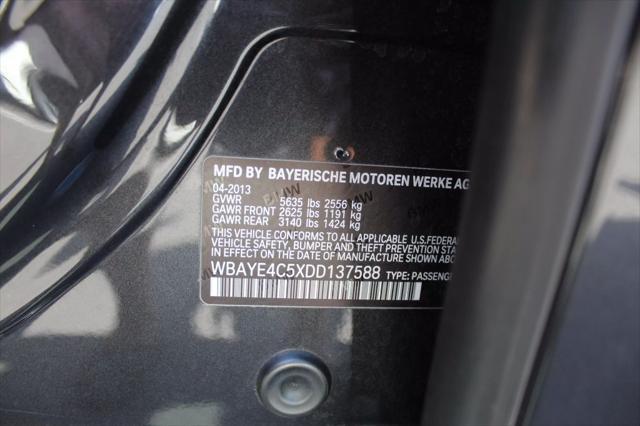 MFD BY BAYERISCHE MOTOREN WERKE AG
04-2013
GVWR 5635 lbs 2556 kg
GAWR FRONT 2625 lbs 1191 kg
GAWR REAR 3140 lbs 1424 kg
THIS VEHICLE CONFORMS TO ALL APPLICABLE U.S.FEDERA
VEHICLE SAFETY, BUMPER AND THEFT PREVENTION STA
IN EFFECT ON THE DATE OF MANUFACTURE SHOWN
WBAYE4C5XDD137588 TYPE: PASSENG